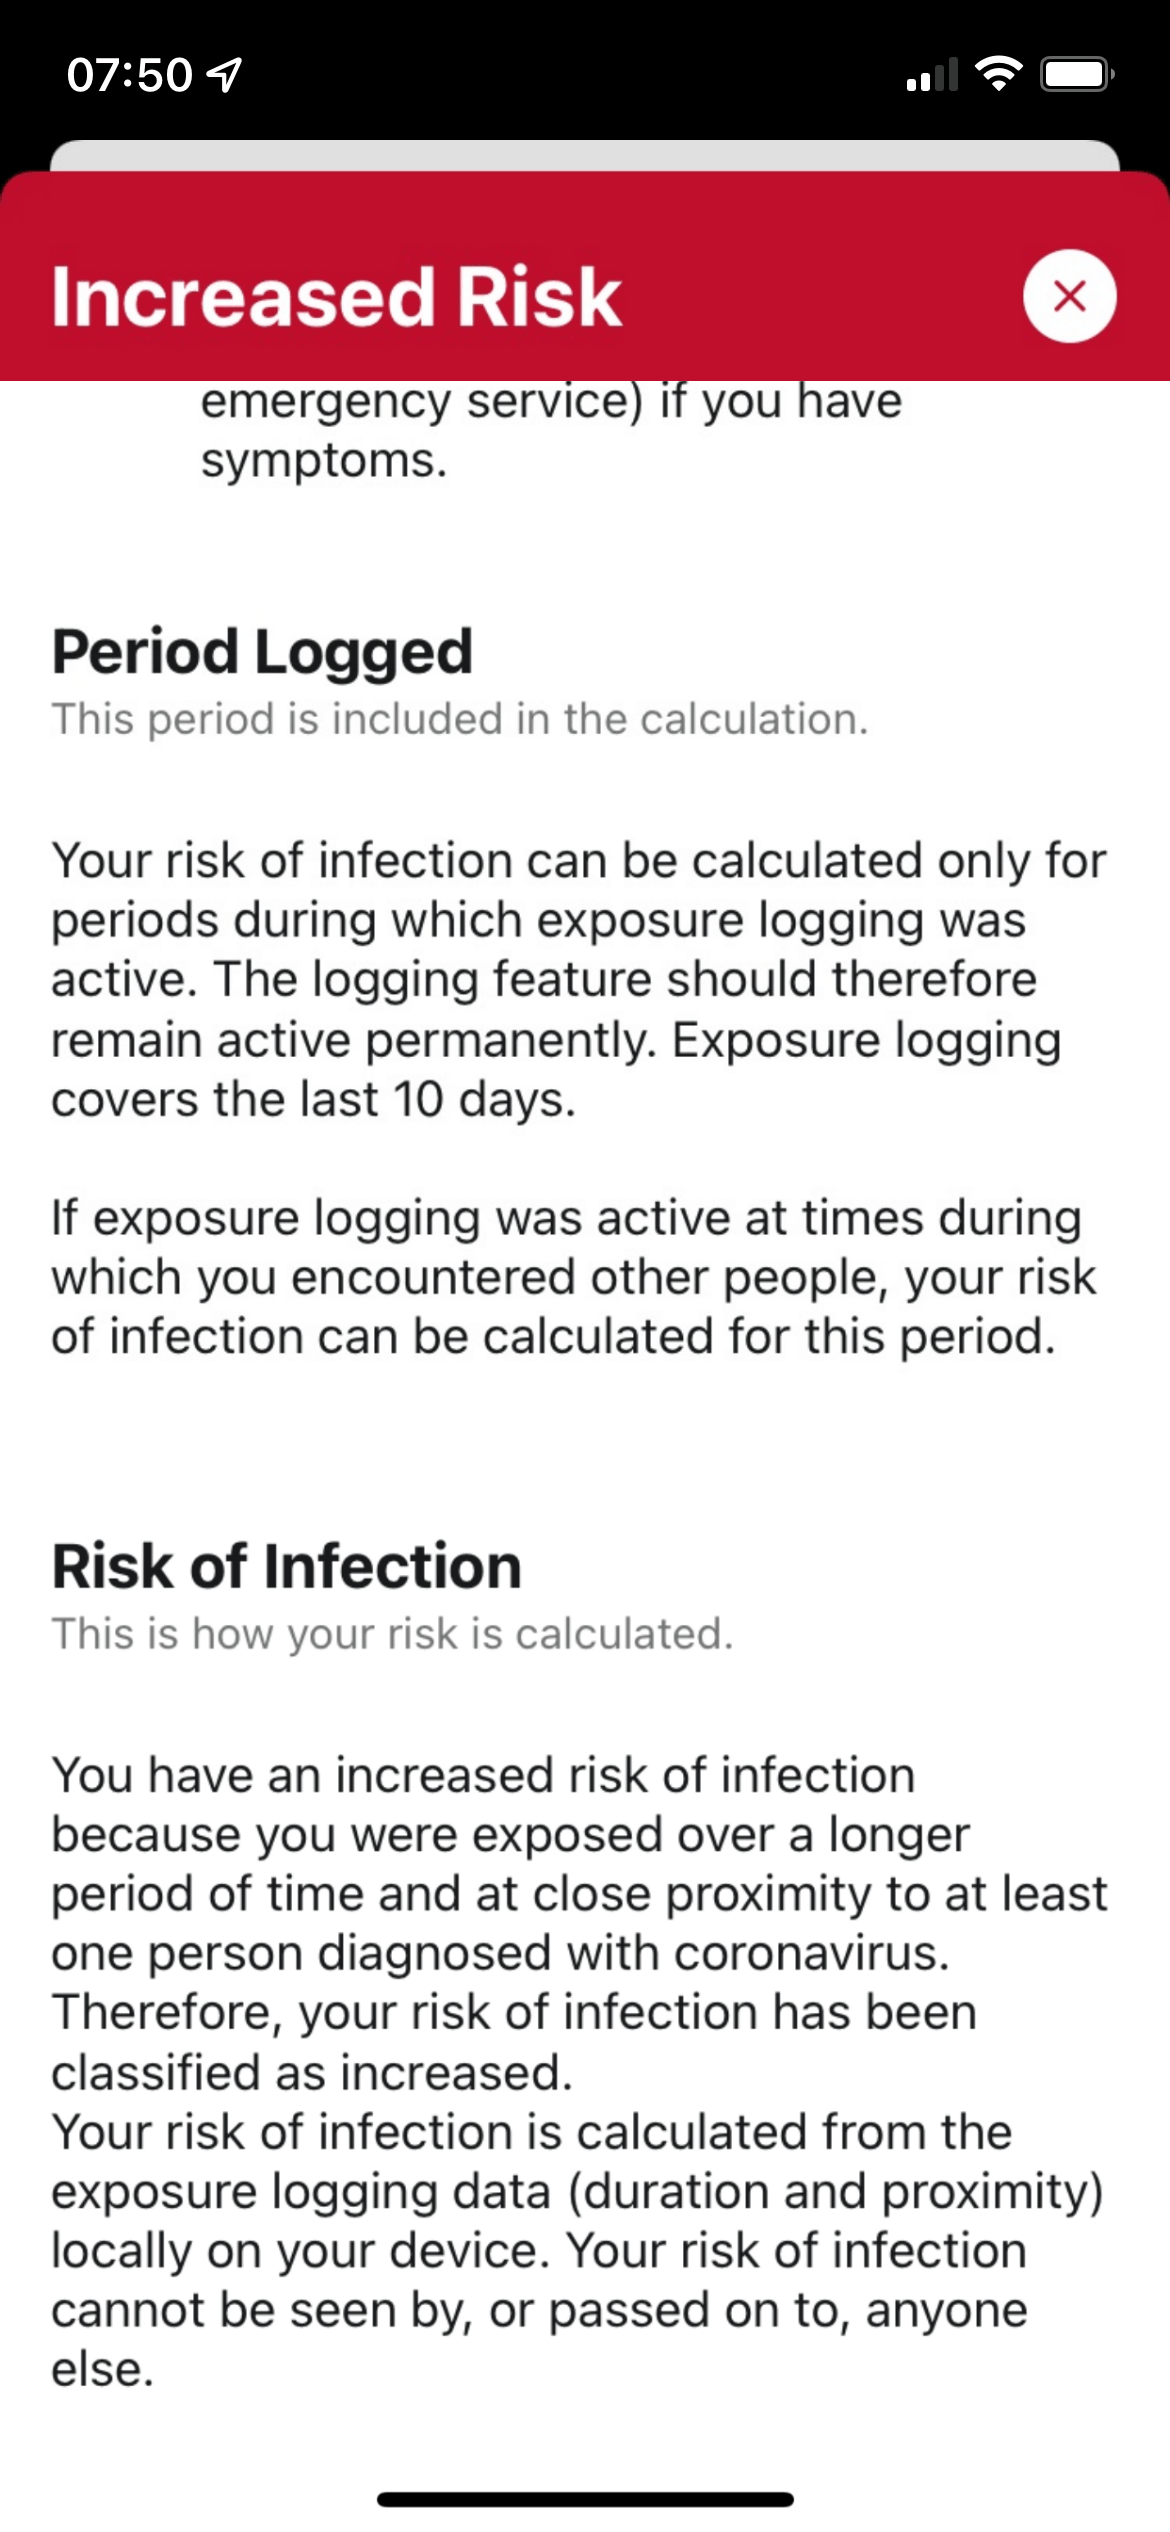 07:50
Increased Risk
emergency service) if you have
symptoms.
Period Logged
This period is included in the calculation.
Your risk of infection can be calculated only for
periods during which exposure logging was
active. The logging feature should therefore
remain active permanently. Exposure logging
covers the last 10 days.
If exposure logging was active at times during
which you encountered other people, your risk
of infection can be calculated for this period.
Risk of Infection
This is how your risk is calculated.
You have an increased risk of infection
because you were exposed over a longer
period of time and at close proximity to at least
one person diagnosed with coronavirus.
Therefore, your risk of infection has been
classified as increased.
Your risk of infection is calculated from the
exposure logging data (duration and proximity)
locally on your device. Your risk of infection
cannot be seen by, or passed on to, anyone
else.